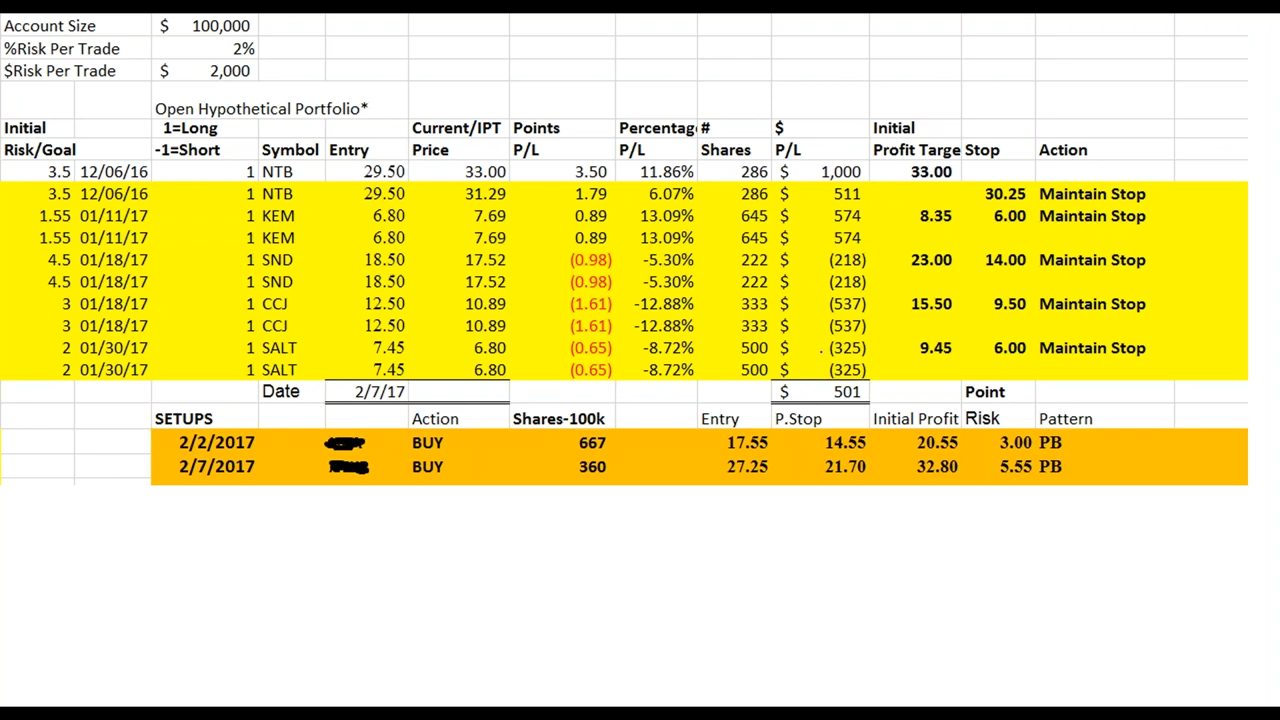 Account Size $ 100,000
%Risk Per Trade 2%
$Risk Per Trade $ 2,000
Open Hypothetical Portfolio*
Initial 1=Long Current/IPT Points Percentag # $ Initial
Risk/Goal -1=Short Symbol Entry Price P/L P/L Shares P/L Profit Targe Stop Action
3.5 12/06/16 1 NTB 29.50 33.00 3.50 11.86% 286 $ 1,000 33.00
3.5 12/06/16 1 NTB 29.50 31.29 1.79 6.07% 286 $ 511 30.25 Maintain Stop
1.55 01/11/17 1 KEM 6.80 7.69 0.89 13.09% 645 $ 574 8.35 6.00 Maintain Stop
1.55 01/11/17 1 KEM 6.80 7.69 0.89 13.09% 645 $ 574
4.5 01/18/17 1 SND 18.50 17.52 (0.98) -5.30% 222 $ (218) 23.00 14.00 Maintain Stop
4.5 01/18/17 1 SND 18.50 17.52 (0.98) -5.30% 222 $ (218)
3 01/18/17 1 CCJ 12.50 10.89 (1.61) -12.88% 333 $ (537) 15.50 9.50 Maintain Stop
3 01/18/17 1 CCJ 12.50 10.89 (1.61) -12.88% 333 $ (537)
2 01/30/17 1 SALT 7.45 6.80 (0.65) -8.72% 500 $ (325) 9.45 6.00 Maintain Stop
2 01/30/17 1 SALT 7.45 6.80 (0.65) -8.72% 500 $ (325)
Date 2/7/17 $ 501 Point
SETUPS Action Shares-100k Entry P.Stop Initial Profit Risk Pattern
2/2/2017 BUY 667 17.55 14.55 20.55 3.00 PB
2/7/2017 BUY 360 27.25 21.70 32.80 5.55 PB